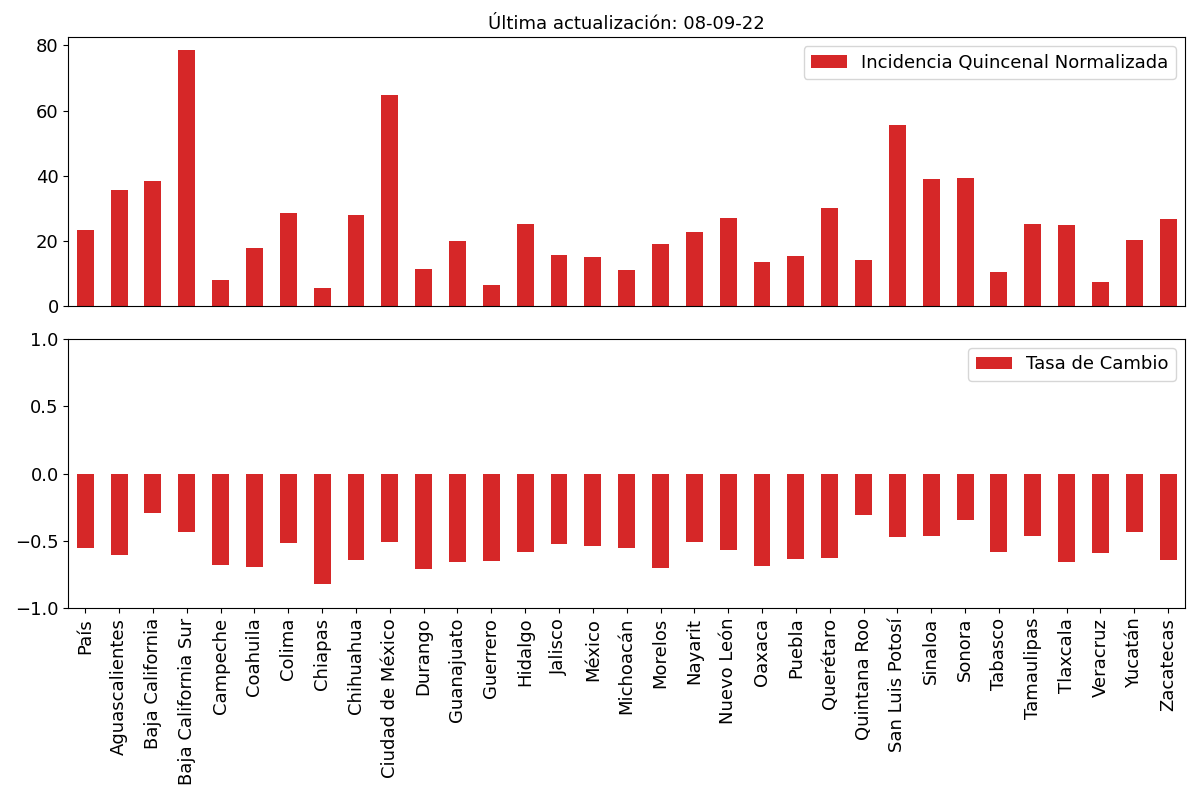 Última actualización: 08-09-22
80
60
40
20
0
Incidencia Quincenal Normalizada
1.0
0.5
0.0
−0.5
−1.0
Tasa de Cambio
País
Aguascalientes
Baja California
Baja California Sur
Campeche
Coahuila
Colima
Chiapas
Chihuahua
Ciudad de México
Durango
Guanajuato
Guerrero
Hidalgo
Jalisco
México
Michoacán
Morelos
Nayarit
Nuevo León
Oaxaca
Puebla
Querétaro
Quintana Roo
San Luis Potosí
Sinaloa
Sonora
Tabasco
Tamaulipas
Tlaxcala
Veracruz
Yucatán
Zacatecas